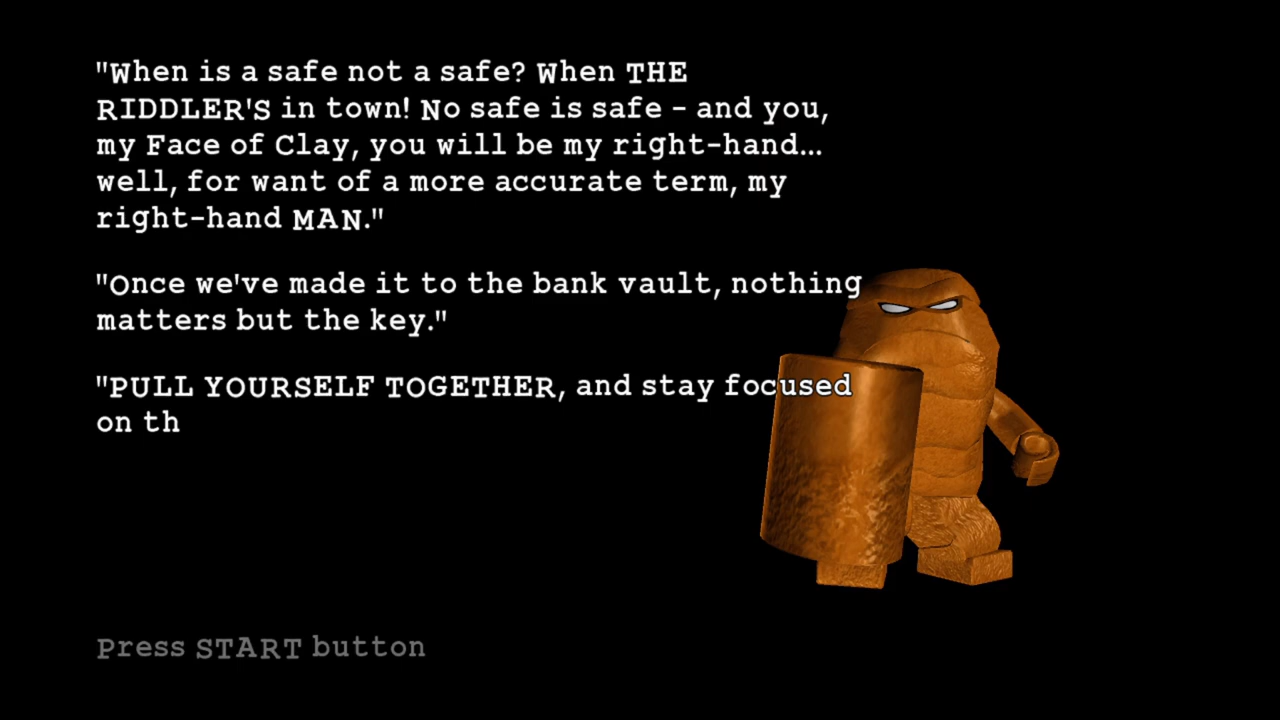 "When is a safe not a safe? When THE
RIDDLER'S in town! No safe is safe - and you,
my Face of Clay, you will be my right-hand...
well, for want of a more accurate term, my
right-hand MAN."
"Once we've made it to the bank vault, nothing
matters but the key."
"PULL YOURSELF TOGETHER, and stay focused
on th
Press START button